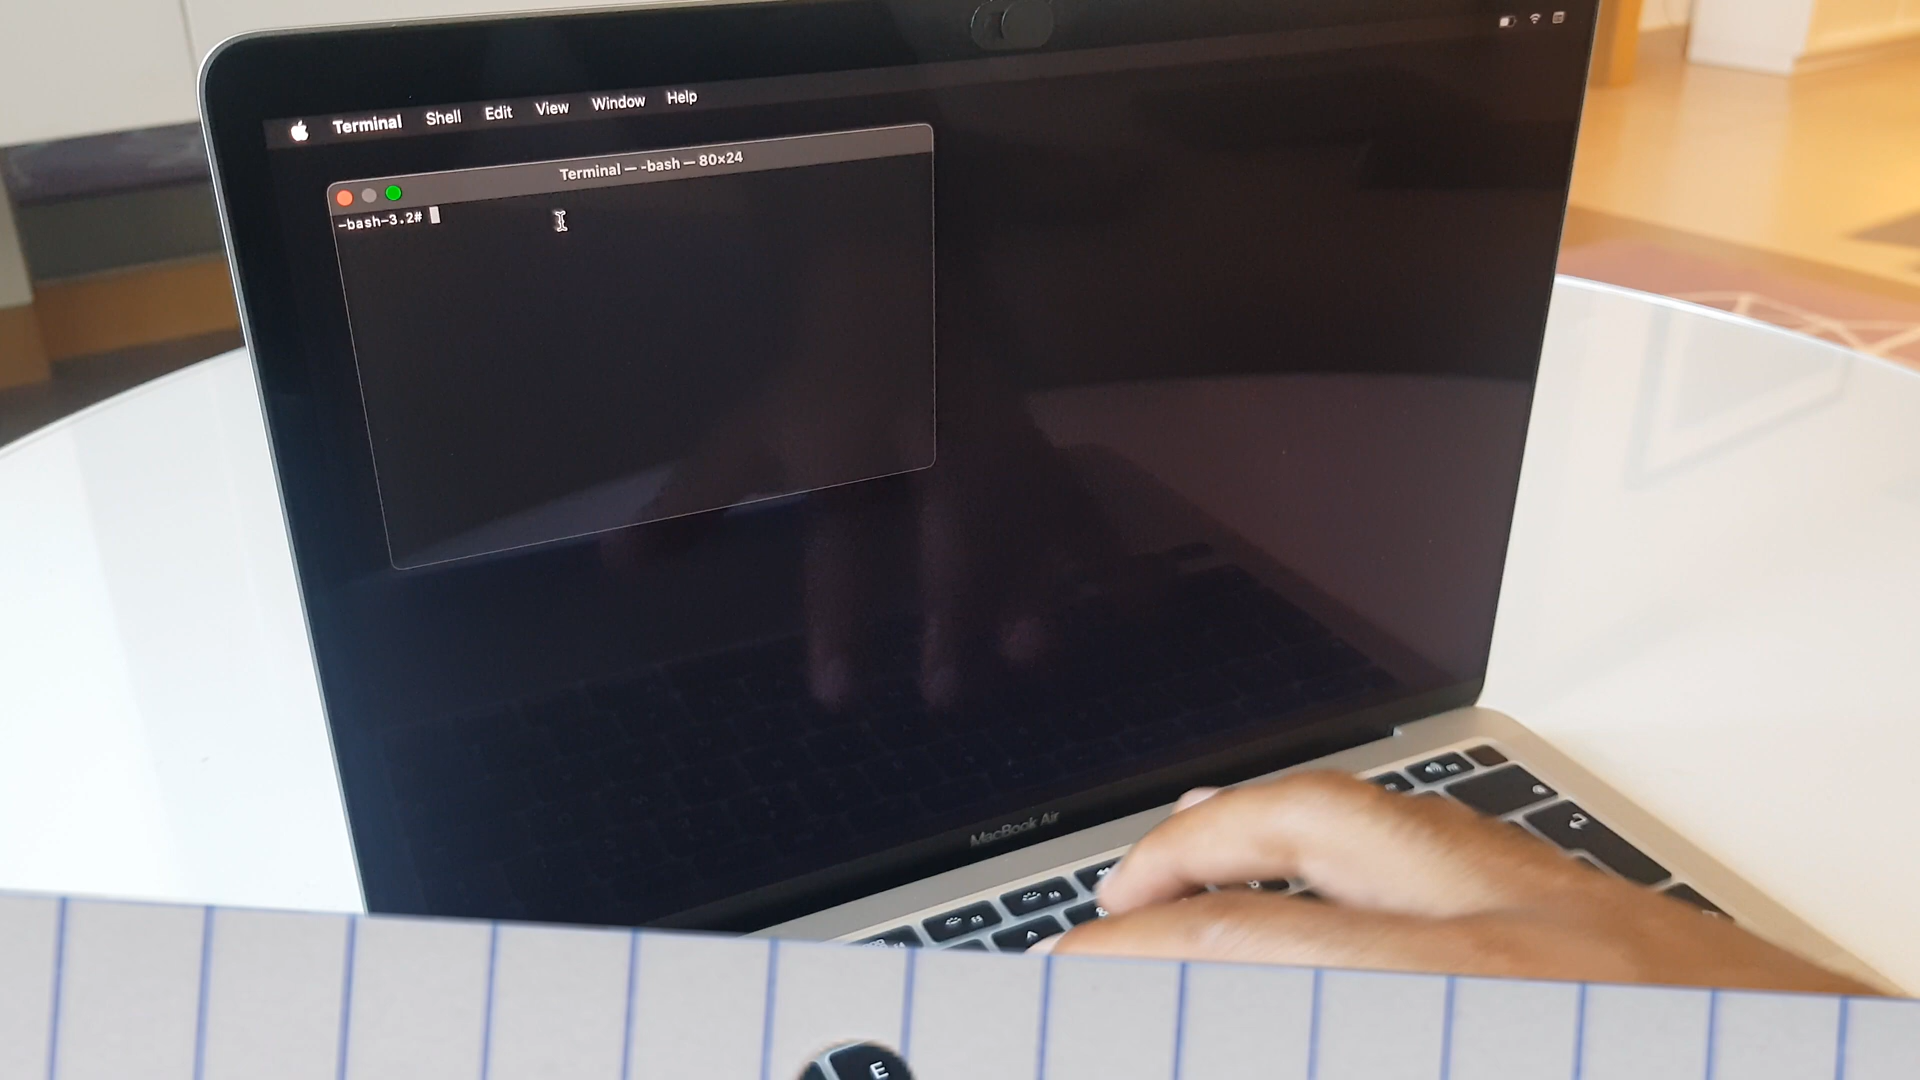 Terminal Shell Edit View Window Help
Terminal — -bash — 80×24
-bash-3.2#
MacBook Air
E